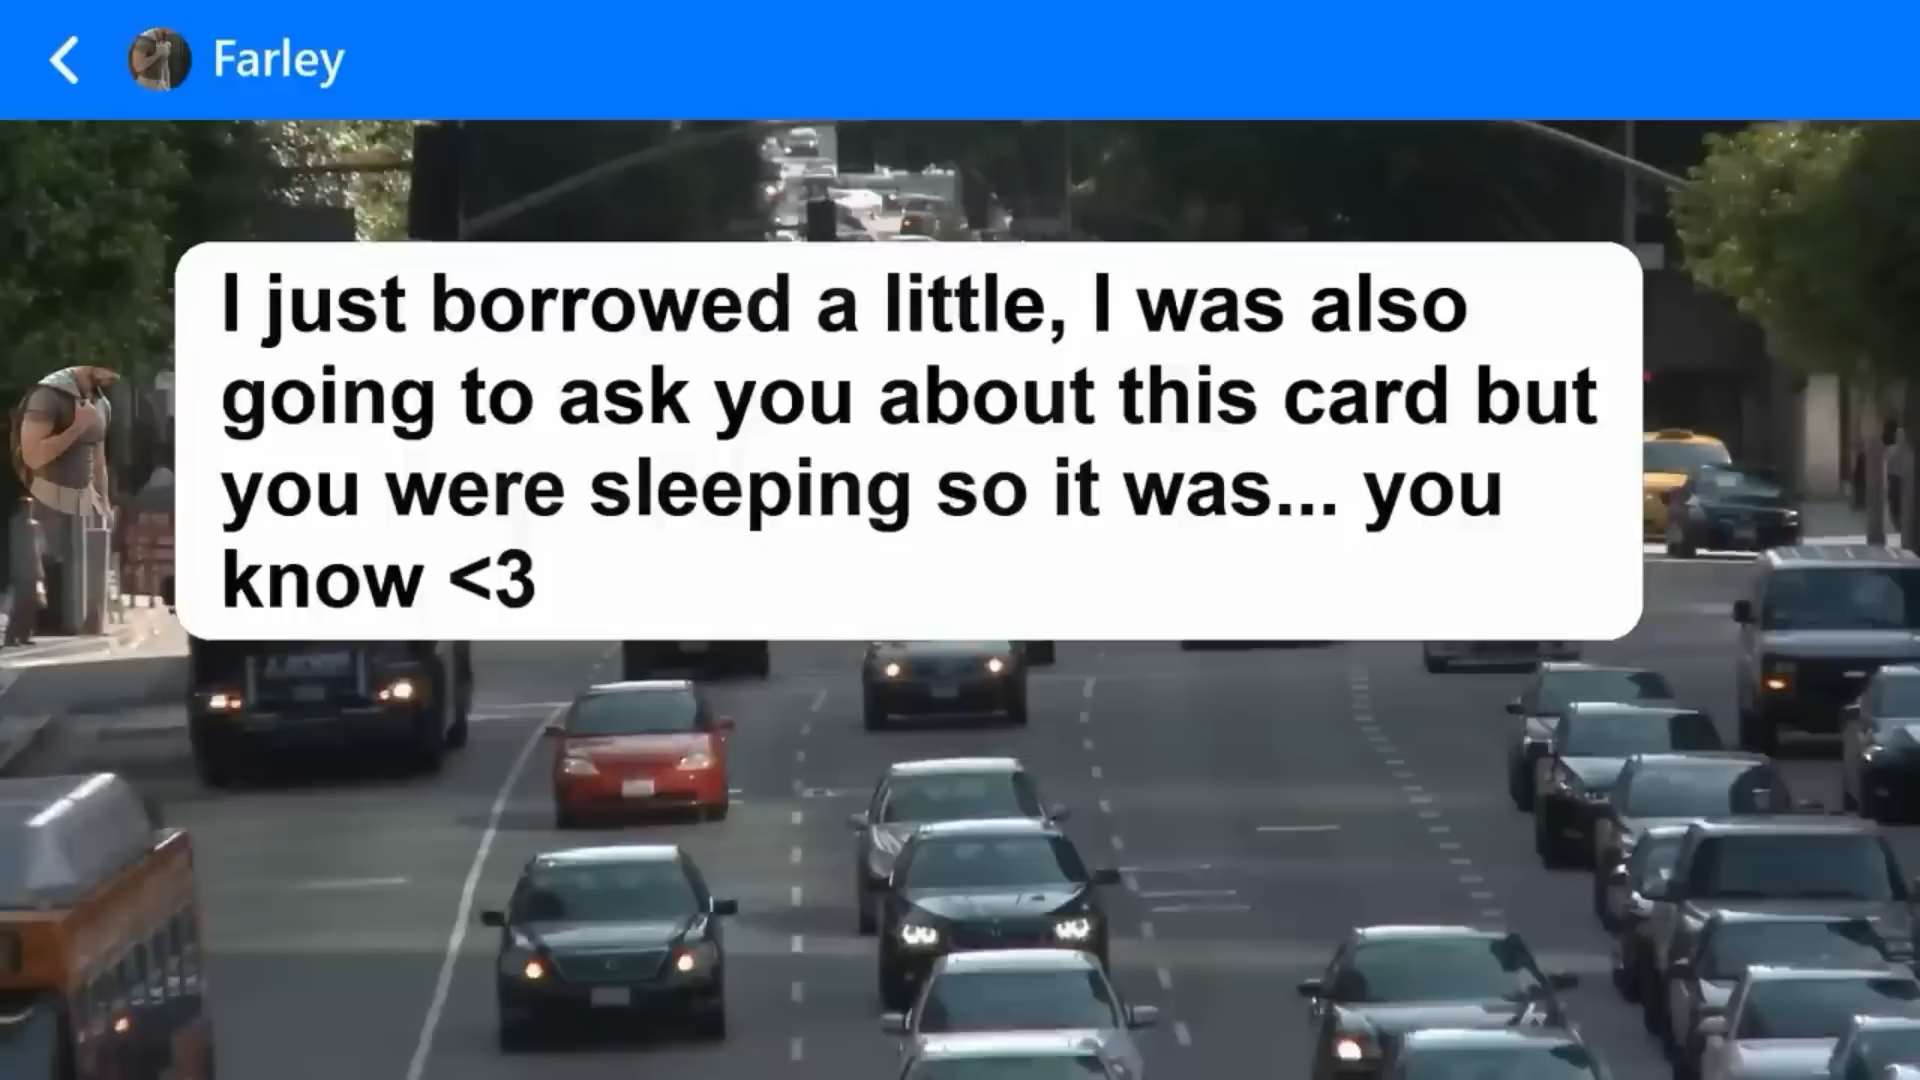 Farley
I just borrowed a little, I was also
going to ask you about this card but
you were sleeping so it was... you
know <3